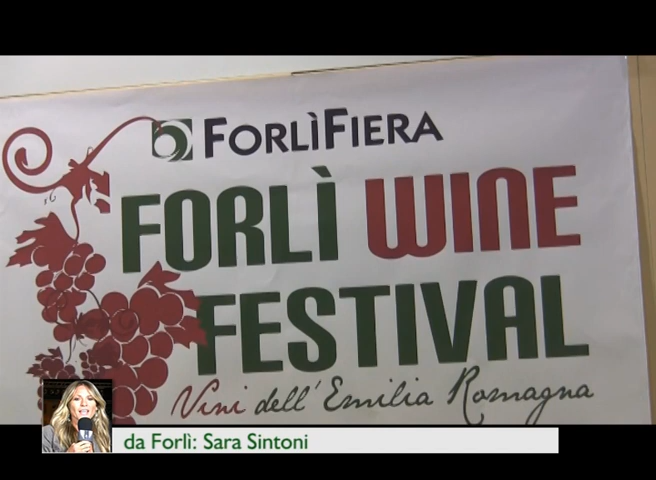 FORLÌFIERA
FORLÌ WINE
FESTIVAL
Vini dell'Emilia Romagna
da Forlì: Sara Sintoni